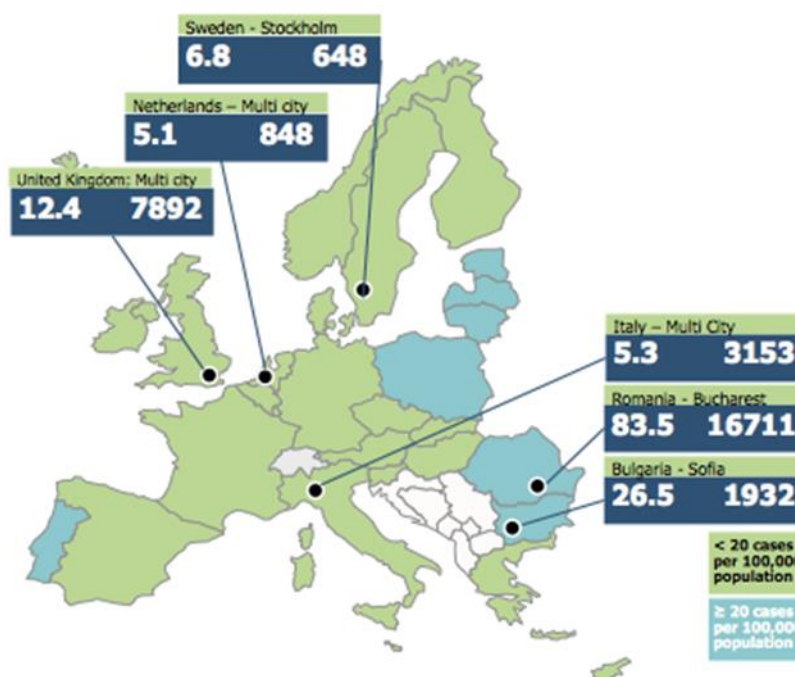 Sweden - Stockholm
6.8 648
Netherlands – Multi city
5.1 848
United Kingdom: Multi city
12.4 7892
Italy – Multi City
5.3 3153
Romania - Bucharest
83.5 16711
Bulgaria - Sofia
26.5 1932
< 20 cases
per 100,000
population
≥ 20 cases
per 100,000
population